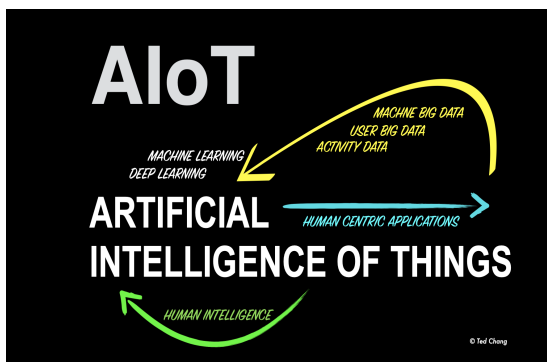 AIoT
MACHNE BIG DATA
USER BIG DATA
ACTIVITY DATA
MACHINE LEARNING
DEEP LEARNING
ARTIFICIAL
HUMAN CENTRIC APPLICATIONS
INTELLIGENCE OF THINGS
HUMAN INTELLIGENCE
© Ted Chang